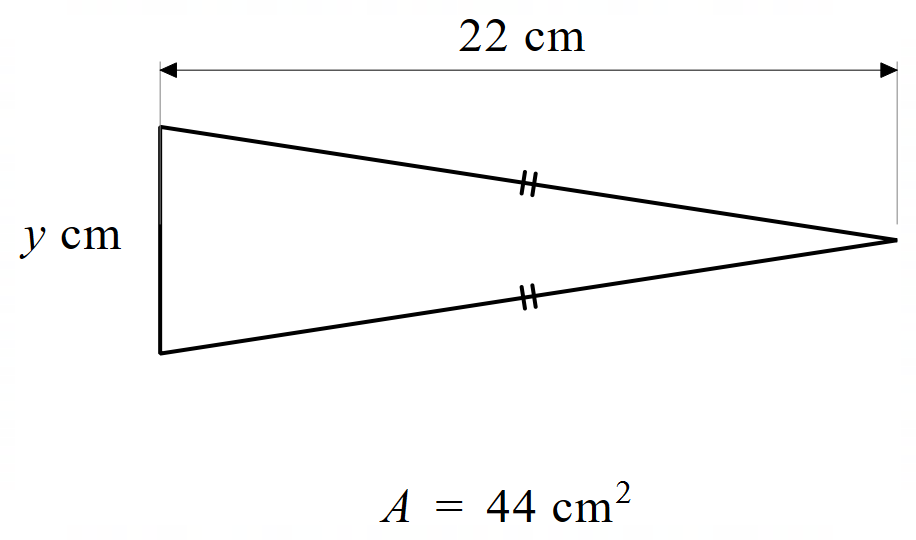 22 cm
y cm
A = 44 cm²